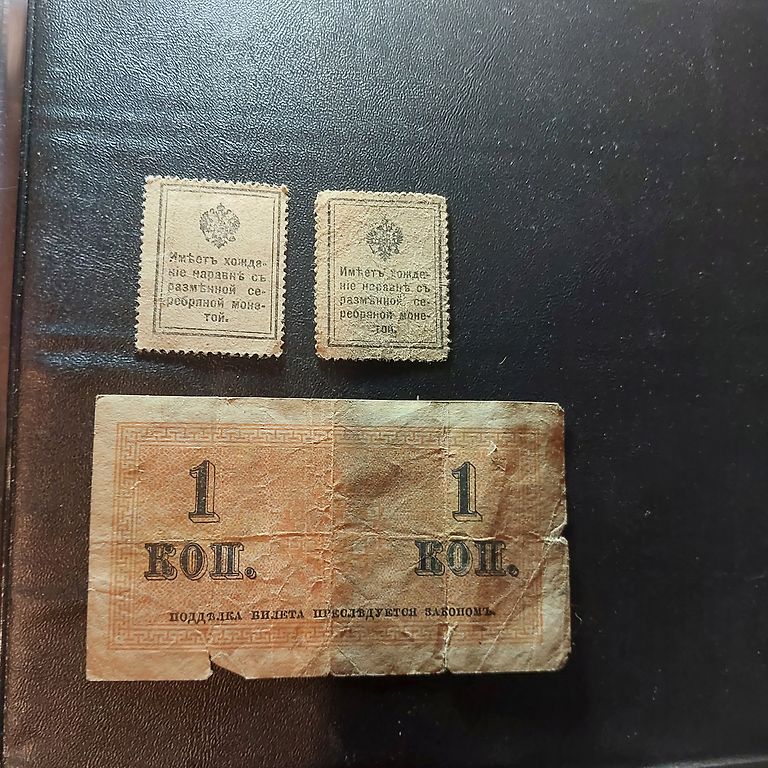 Имѣетъ хожде-
ніе наравнѣ съ
размѣнной се-
ребряной моне-
той.
Имѣетъ хожде-
ніе наравнѣ съ
размѣнной се-
ребряной моне-
той.
1 1
КОП. КОП.
ПОДДѢЛКА БИЛЕТА ПРЕСЛѢДУЕТСЯ ЗАКОНОМЪ.